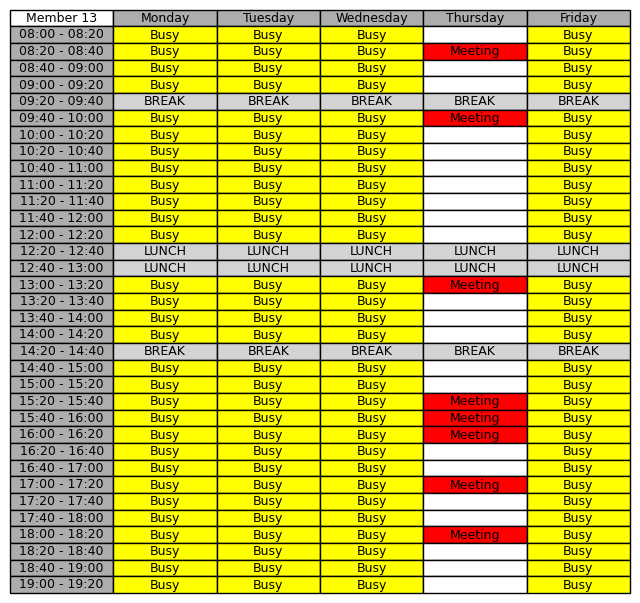 Member 13 Monday Tuesday Wednesday Thursday Friday
08:00 - 08:20 Busy Busy Busy Busy
08:20 - 08:40 Busy Busy Busy Meeting Busy
08:40 - 09:00 Busy Busy Busy Busy
09:00 - 09:20 Busy Busy Busy Busy
09:20 - 09:40 BREAK BREAK BREAK BREAK BREAK
09:40 - 10:00 Busy Busy Busy Meeting Busy
10:00 - 10:20 Busy Busy Busy Busy
10:20 - 10:40 Busy Busy Busy Busy
10:40 - 11:00 Busy Busy Busy Busy
11:00 - 11:20 Busy Busy Busy Busy
11:20 - 11:40 Busy Busy Busy Busy
11:40 - 12:00 Busy Busy Busy Busy
12:00 - 12:20 Busy Busy Busy Busy
12:20 - 12:40 LUNCH LUNCH LUNCH LUNCH LUNCH
12:40 - 13:00 LUNCH LUNCH LUNCH LUNCH LUNCH
13:00 - 13:20 Busy Busy Busy Meeting Busy
13:20 - 13:40 Busy Busy Busy Busy
13:40 - 14:00 Busy Busy Busy Busy
14:00 - 14:20 Busy Busy Busy Busy
14:20 - 14:40 BREAK BREAK BREAK BREAK BREAK
14:40 - 15:00 Busy Busy Busy Busy
15:00 - 15:20 Busy Busy Busy Busy
15:20 - 15:40 Busy Busy Busy Meeting Busy
15:40 - 16:00 Busy Busy Busy Meeting Busy
16:00 - 16:20 Busy Busy Busy Meeting Busy
16:20 - 16:40 Busy Busy Busy Busy
16:40 - 17:00 Busy Busy Busy Busy
17:00 - 17:20 Busy Busy Busy Meeting Busy
17:20 - 17:40 Busy Busy Busy Busy
17:40 - 18:00 Busy Busy Busy Busy
18:00 - 18:20 Busy Busy Busy Meeting Busy
18:20 - 18:40 Busy Busy Busy Busy
18:40 - 19:00 Busy Busy Busy Busy
19:00 - 19:20 Busy Busy Busy Busy